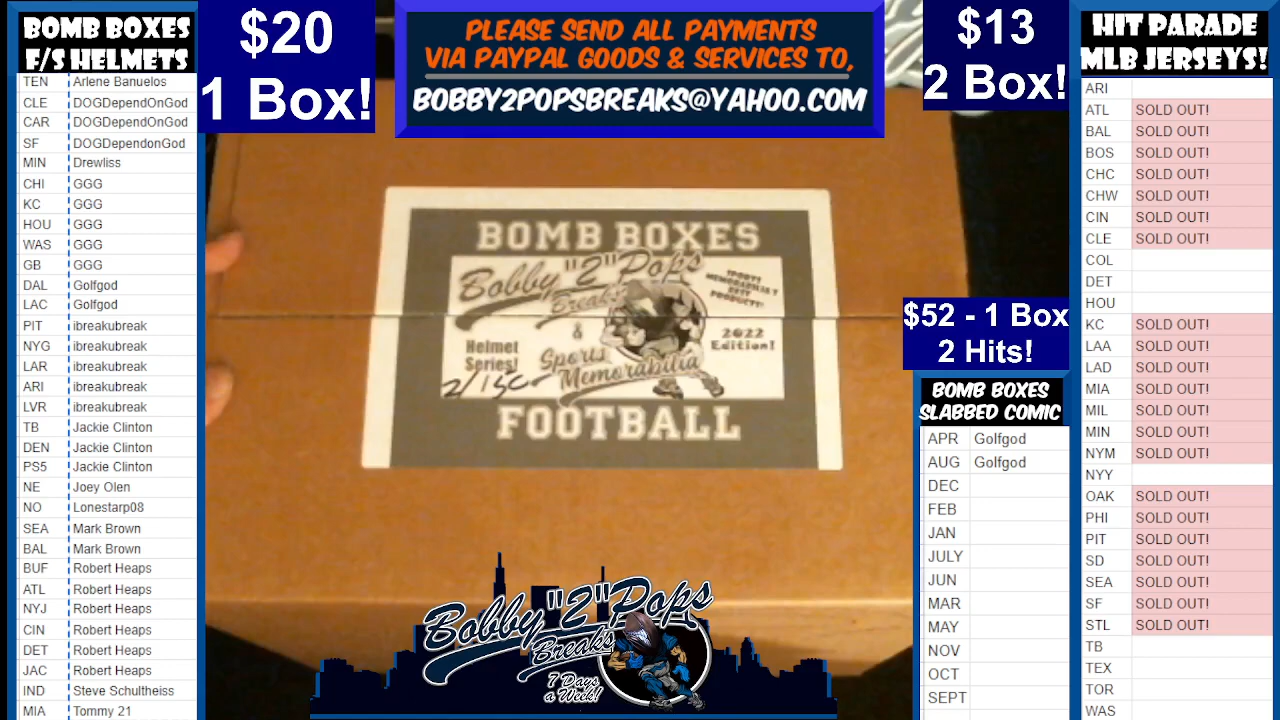 BOMB BOXES
F/S HELMETS
TEN Arlene Banuelos
CLE DOGDependOnGod
CAR DOGDependOnGod
SF DOGDependonGod
MIN Drewliss
CHI GGG
KC GGG
HOU GGG
WAS GGG
GB GGG
DAL Golfgod
LAC Golfgod
PIT ibreakubreak
NYG ibreakubreak
LAR ibreakubreak
ARI ibreakubreak
LVR ibreakubreak
TB Jackie Clinton
DEN Jackie Clinton
PS5 Jackie Clinton
NE Joey Olen
NO Lonestarp08
SEA Mark Brown
BAL Mark Brown
BUF Robert Heaps
ATL Robert Heaps
NYJ Robert Heaps
CIN Robert Heaps
DET Robert Heaps
JAC Robert Heaps
IND Steve Schultheiss
MIA Tommy 21
$20
1 Box!
PLEASE SEND ALL PAYMENTS
VIA PAYPAL GOODS & SERVICES TO,
BOBBY2POPSBREAKS@YAHOO.COM
BOMB BOXES
Bobby "2" Pops
Breaks
&
Sports
Memorabilia
SPORTS
MEMORABILIA'S
BEST
PRODUCTS!
Helmet
Series!
2022
Edition!
FOOTBALL
Bobby "2" Pops
Breaks
7 Days
a Week!
$13
2 Box!
$52 - 1 Box
2 Hits!
BOMB BOXES
SLABBED COMIC
APR Golfgod
AUG Golfgod
DEC
FEB
JAN
JULY
JUN
MAR
MAY
NOV
OCT
SEPT
HIT PARADE
MLB JERSEYS!
ARI
ATL SOLD OUT!
BAL SOLD OUT!
BOS SOLD OUT!
CHC SOLD OUT!
CHW SOLD OUT!
CIN SOLD OUT!
CLE SOLD OUT!
COL
DET
HOU
KC SOLD OUT!
LAA SOLD OUT!
LAD SOLD OUT!
MIA SOLD OUT!
MIL SOLD OUT!
MIN SOLD OUT!
NYM SOLD OUT!
NYY
OAK SOLD OUT!
PHI SOLD OUT!
PIT SOLD OUT!
SD SOLD OUT!
SEA SOLD OUT!
SF SOLD OUT!
STL SOLD OUT!
TB
TEX
TOR
WAS